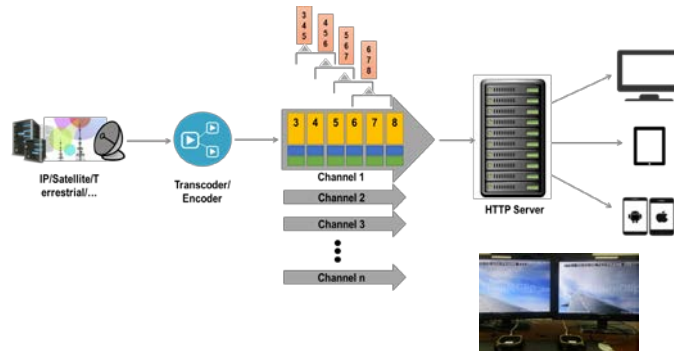 3
4
5
4
5
6
5
6
7
6
7
8
3 4 5 6 7 8
Channel 1
Channel 2
Channel 3
Channel n
IP/Satellite/T
errestrial/...
Transcoder/
Encoder
HTTP Server